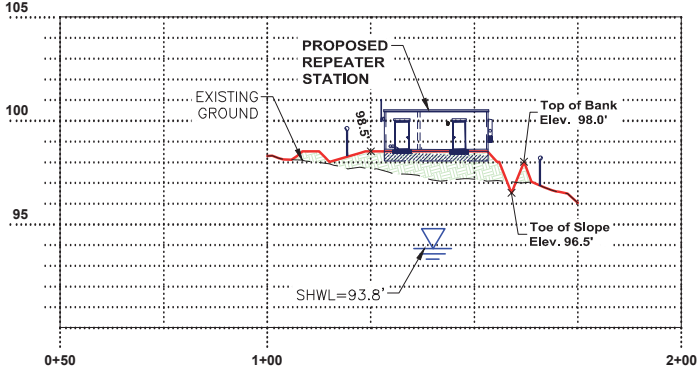 105
PROPOSED
REPEATER
STATION
EXISTING
GROUND
98.5'
Top of Bank
Elev. 98.0'
100
95
Toe of Slope
Elev. 96.5'
SHWL=93.8'
0+50
1+00
2+00